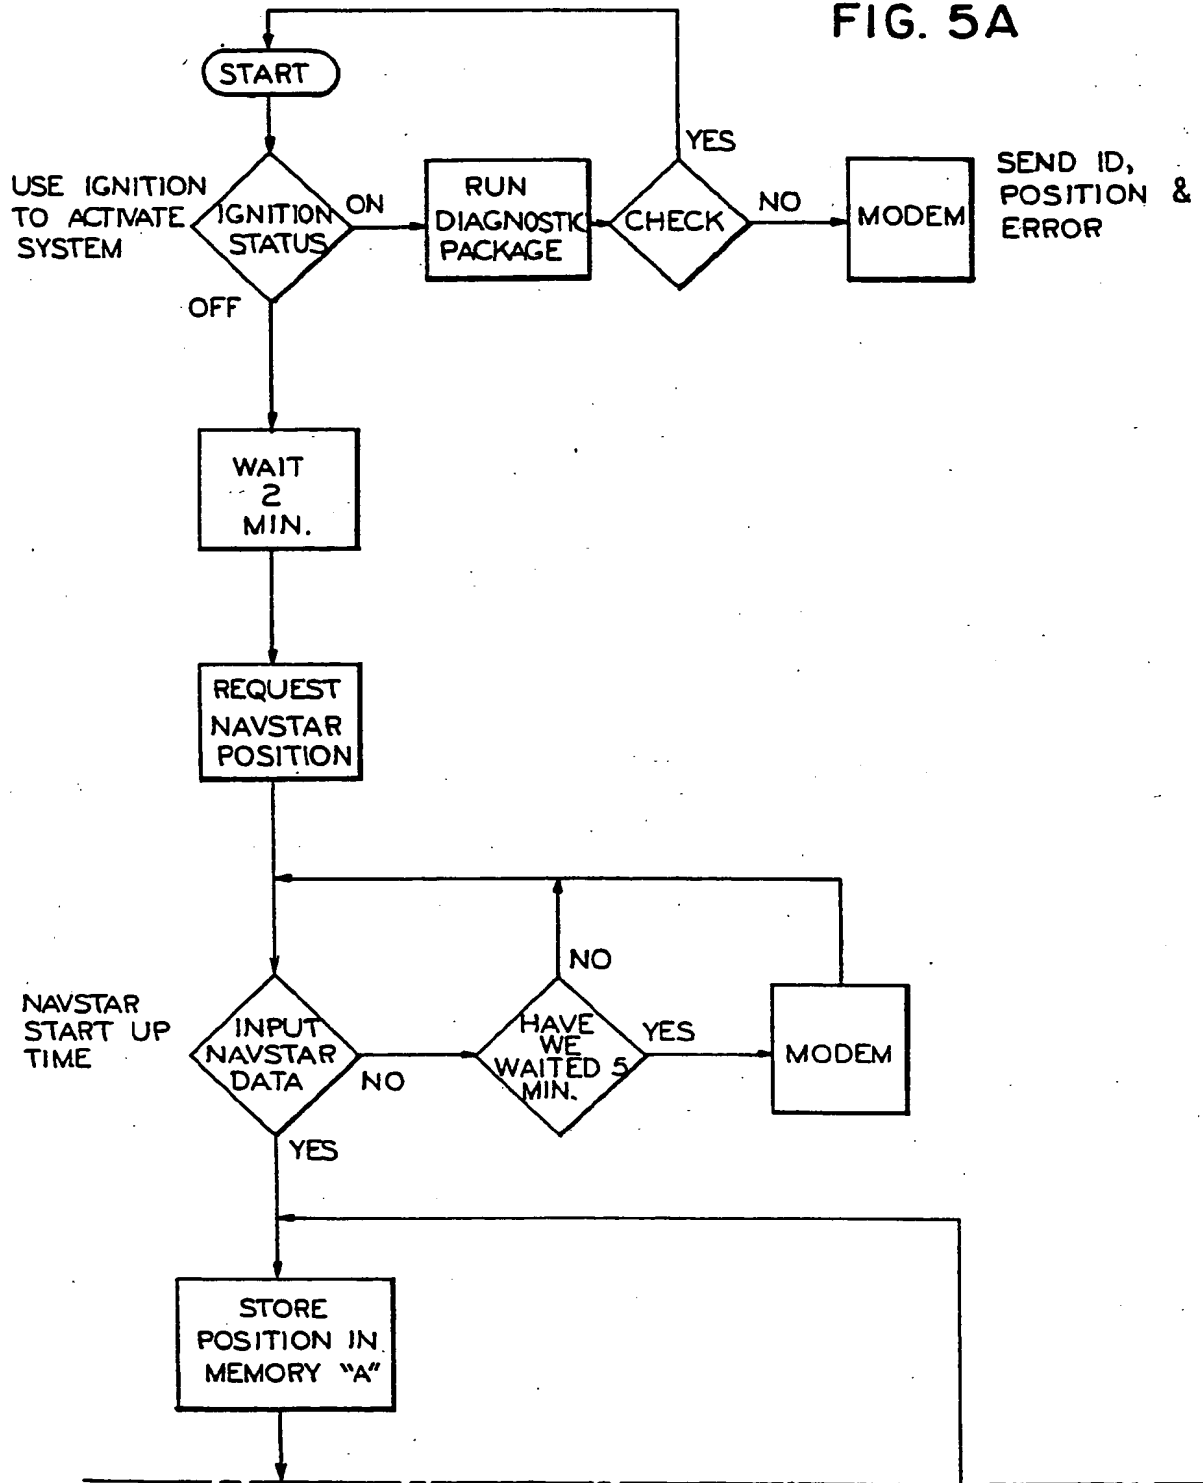 FIG. 5A
START
USE IGNITION
TO ACTIVATE
SYSTEM
IGNITION
STATUS
ON
OFF
RUN
DIAGNOSTIC
PACKAGE
CHECK
YES
NO
MODEM
SEND ID,
POSITION &
ERROR
WAIT
2
MIN.
REQUEST
NAVSTAR
POSITION
NAVSTAR
START UP
TIME
INPUT
NAVSTAR
DATA
NO
YES
HAVE
WE
WAITED 5
MIN.
NO
YES
MODEM
STORE
POSITION IN
MEMORY "A"